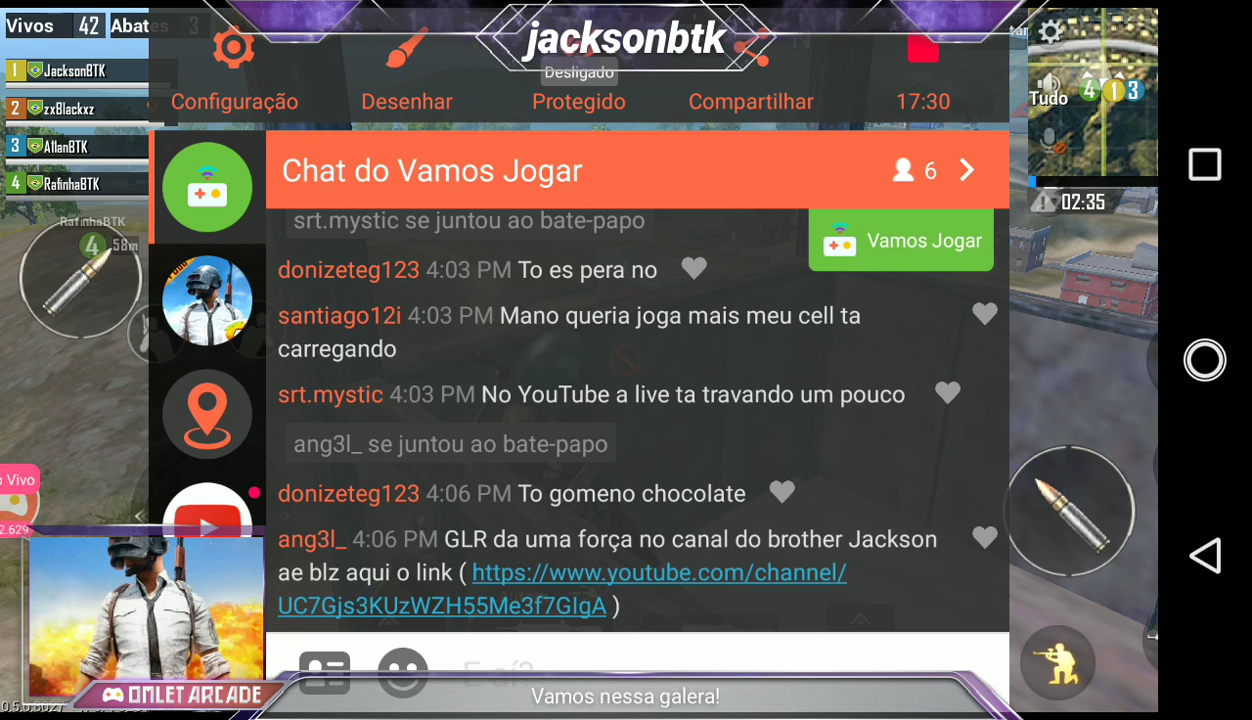 Vivos 42 Abates 3
jacksonbtk
Desligado
Configuração Desenhar Protegido Compartilhar 17:30
1 JacksonBTK
2 zxBlackxz
3 AtlanBTK
4 RafinhaBTK
Tudo 4 1 3
02:35
RafinhaBTK
4 58m
Chat do Vamos Jogar 6
srt.mystic se juntou ao bate-papo
Vamos Jogar
donizeteg123 4:03 PM To es pera no
santiago12i 4:03 PM Mano queria joga mais meu cell ta
carregando
srt.mystic 4:03 PM No YouTube a live ta travando um pouco
ang3l_ se juntou ao bate-papo
donizeteg123 4:06 PM To gomeno chocolate
ang3l_ 4:06 PM GLR da uma força no canal do brother Jackson
ae blz aqui o link ( https://www.youtube.com/channel/
UC7Gjs3KUzWZH55Me3f7GIgA )
o Vivo
2.629
E aí?
OMLET ARCADE
Vamos nessa galera!